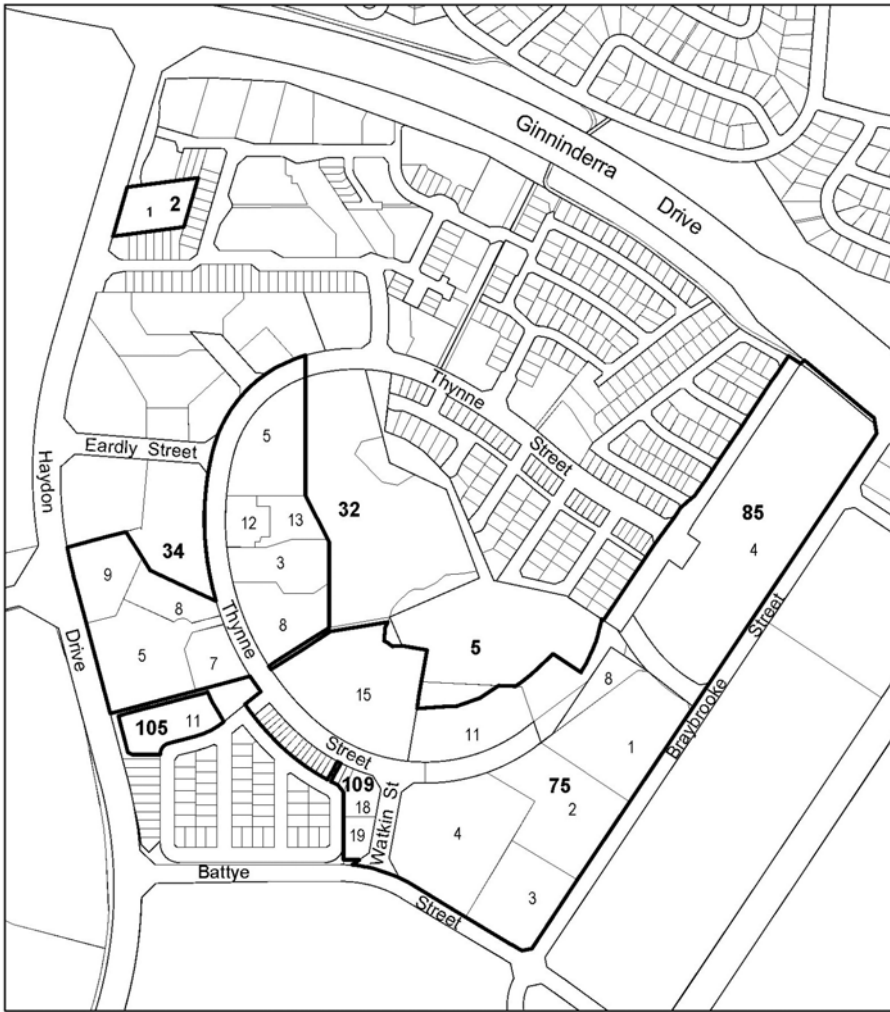 Ginninderra
Drive
1 2
Thynne
Street
5
Eardly Street
Haydon
32
85
12 13
4
34
3
9
8
Thynne
8
Street
5
5
Drive
7
8
15
Braybrooke
105 11
11
1
Street
109
75
18
2
Watkin St
4
19
Battye
3
Street